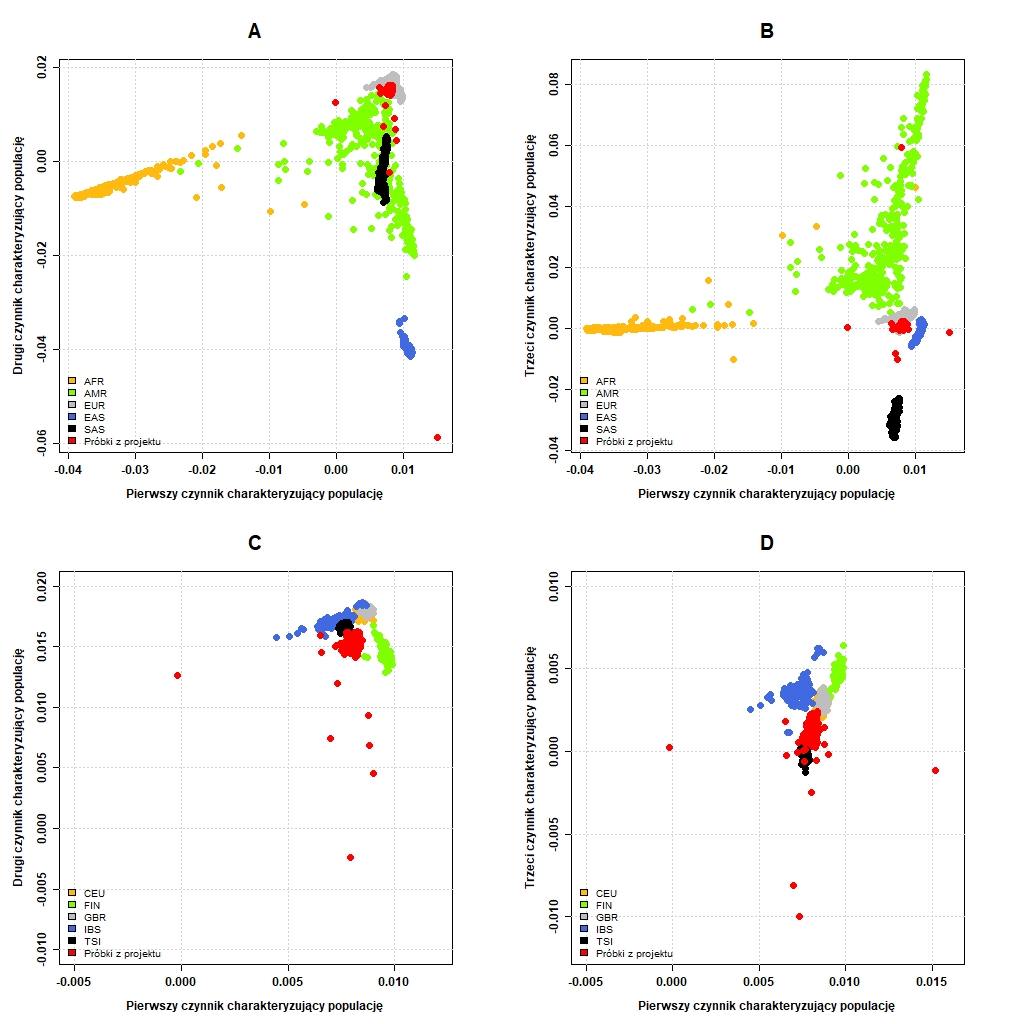 A
0.02
0.00
-0.02
-0.04
-0.06
Drugi czynnik charakteryzujący populację
AFR
AMR
EUR
EAS
SAS
Próbki z projektu
-0.04 -0.03 -0.02 -0.01 0.00 0.01
Pierwszy czynnik charakteryzujący populację
B
0.08
0.06
0.04
0.02
0.00
-0.02
-0.04
Trzeci czynnik charakteryzujący populację
AFR
AMR
EUR
EAS
SAS
Próbki z projektu
-0.04 -0.03 -0.02 -0.01 0.00 0.01
Pierwszy czynnik charakteryzujący populację
C
0.020
0.015
0.010
0.005
0.000
-0.005
-0.010
Drugi czynnik charakteryzujący populację
CEU
FIN
GBR
IBS
TSI
Próbki z projektu
-0.005 0.000 0.005 0.010
Pierwszy czynnik charakteryzujący populację
D
0.010
0.005
0.000
-0.005
-0.010
Trzeci czynnik charakteryzujący populację
CEU
FIN
GBR
IBS
TSI
Próbki z projektu
-0.005 0.000 0.005 0.010 0.015
Pierwszy czynnik charakteryzujący populację